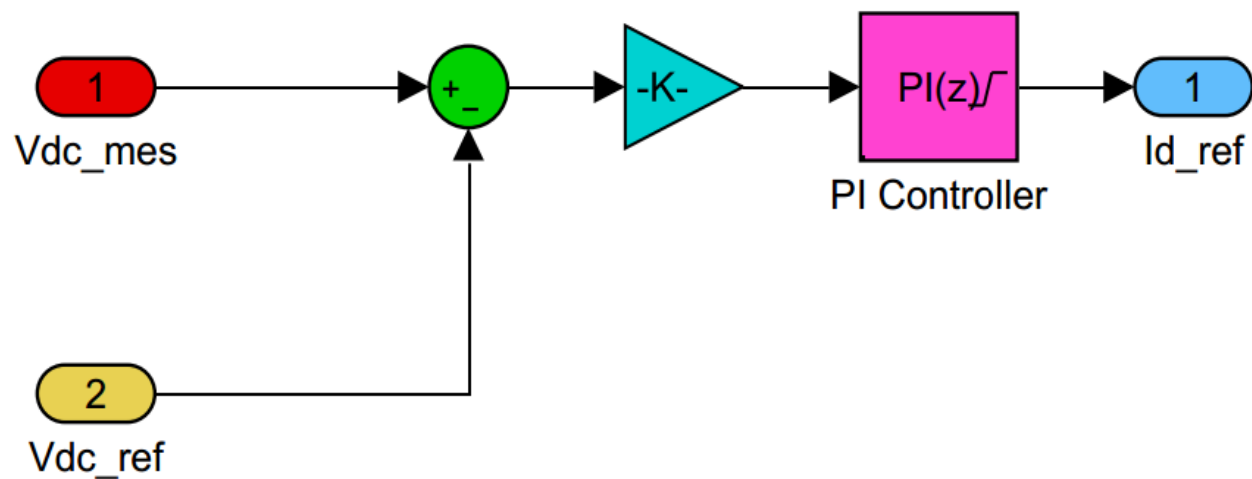 1
Vdc_mes
+
_
-K-
PI(z)
PI Controller
1
Id_ref
2
Vdc_ref